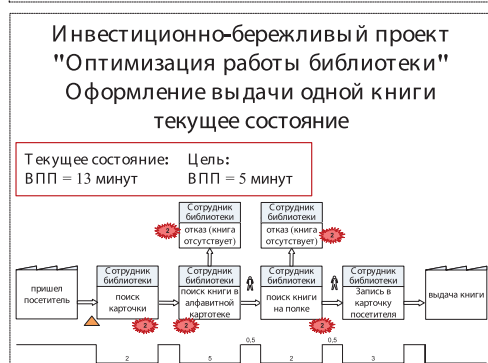 Инвестиционно-бережливый проект
"Оптимизация работы библиотеки"
Оформление выдачи одной книги
текущее состояние
Текущее состояние: Цель:
ВПП = 13 минут ВПП = 5 минут
Сотрудник
библиотеки
отказ (книга
отсутствует)
2
Сотрудник
библиотеки
отказ (книга
отсутствует)
2
пришел
посетитель
Сотрудник
библиотеки
поиск
карточки
2
Сотрудник
библиотеки
поиск книги в
алфавитной
картотеке
2
Сотрудник
библиотеки
поиск книги
на полке
2
Сотрудник
библиотеки
Запись в
карточку
посетителя
выдача книги
0,5
0,5
2
5
2
3